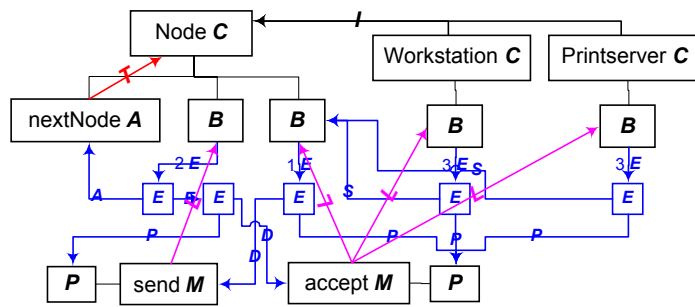 I
Node C
Workstation C
Printserver C
T
nextNode A
B
B
B
B
2 E
1 E
3 E
S
3 E
A
S
L
L
L
L
E
E
E
E
E
E
P
D
D
P
P
P
P
send M
accept M
P